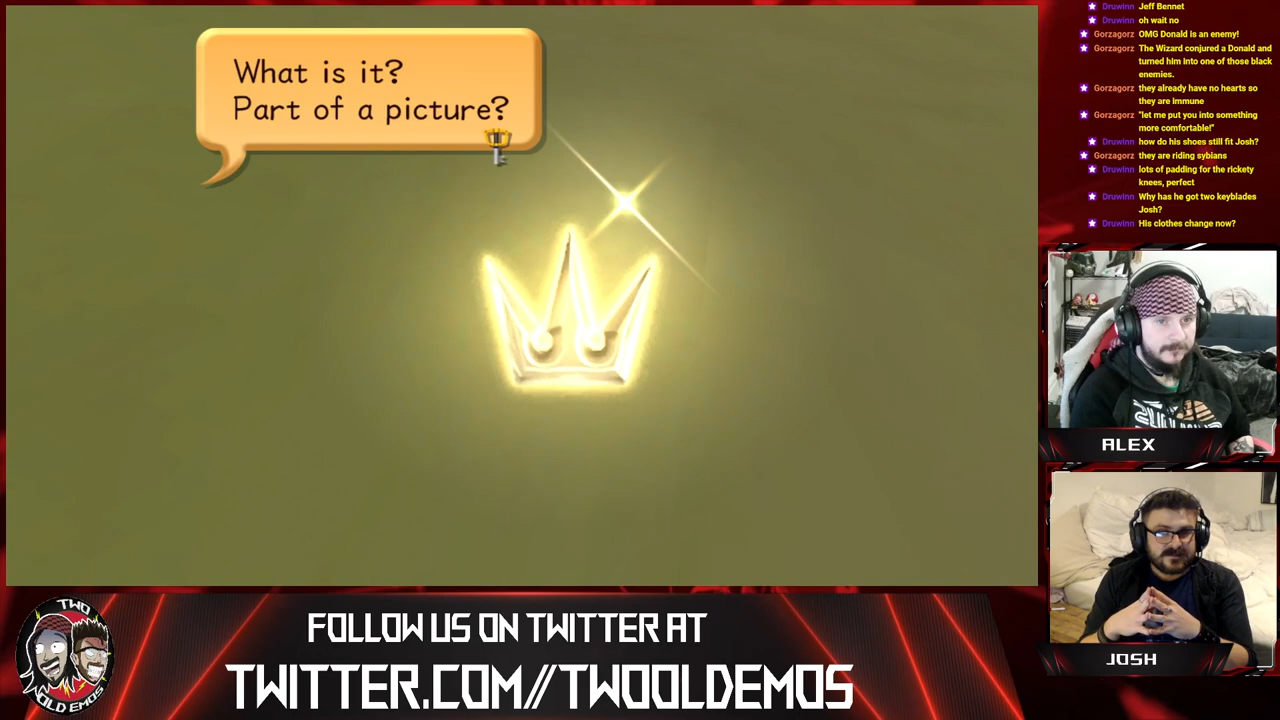 What is it?
Part of a picture?
Druwinn Jeff Bennet
Druwinn oh wait no
Gorzagorz OMG Donald is an enemy!
Gorzagorz The Wizard conjured a Donald and
turned him into one of those black
enemies.
Gorzagorz they already have no hearts so
they are immune
Gorzagorz "let me put you into something
more comfortable!"
Druwinn how do his shoes still fit Josh?
Gorzagorz they are riding sybians
Druwinn lots of padding for the rickety
knees, perfect
Druwinn Why has he got two keyblades
Josh?
Druwinn His clothes change now?
ALEX
JOSH
TWO
OLD EMOS
FOLLOW US ON TWITTER AT
TWITTER.COM//TWOOLDEMOS